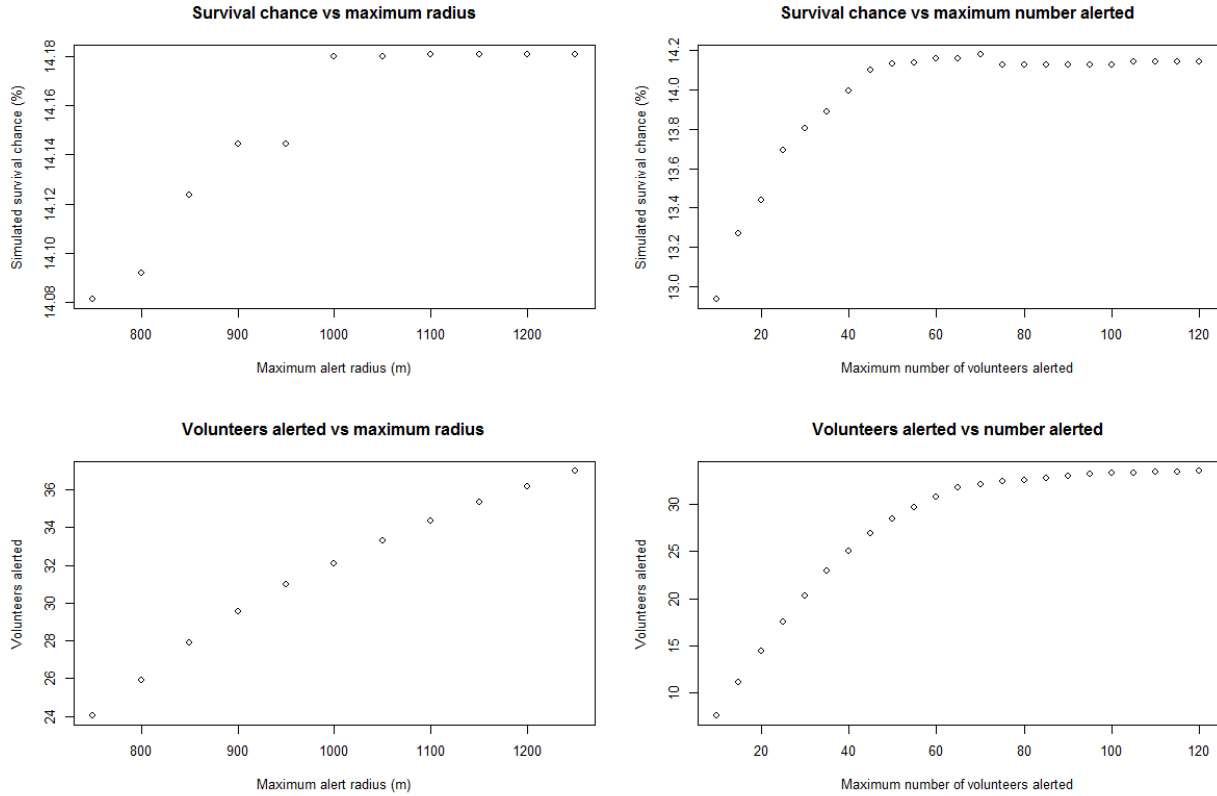 Survival chance vs maximum radius
Simulated survival chance (%)
14.08 14.10 14.12 14.14 14.16 14.18
800 900 1000 1100 1200
Maximum alert radius (m)
Survival chance vs maximum number alerted
Simulated survival chance (%)
13.0 13.2 13.4 13.6 13.8 14.0 14.2
20 40 60 80 100 120
Maximum number of volunteers alerted
Volunteers alerted vs maximum radius
Volunteers alerted
24 26 28 30 32 34 36
800 900 1000 1100 1200
Maximum alert radius (m)
Volunteers alerted vs number alerted
Volunteers alerted
10 15 20 25 30
20 40 60 80 100 120
Maximum number of volunteers alerted